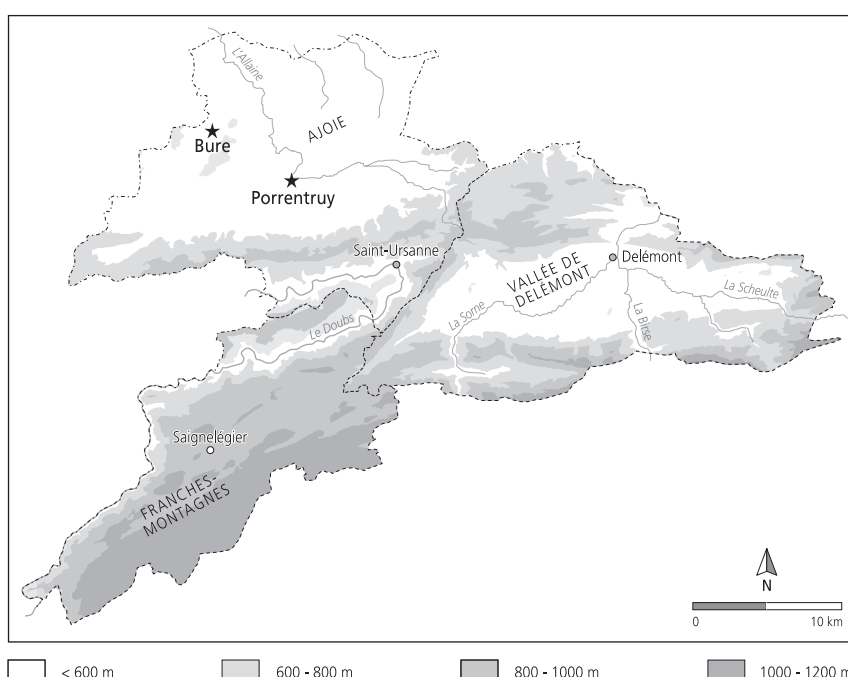 L'Allaine
AJOIE
Bure
Porrentruy
Saint-Ursanne
Delémont
VALLÉE DE
DELÉMONT
La Scheulte
La Sorne
La Birse
Le Doubs
Saignelégier
FRANCHES-
MONTAGNES
N
0 10 km
< 600 m 600 - 800 m 800 - 1000 m 1000 - 1200 m